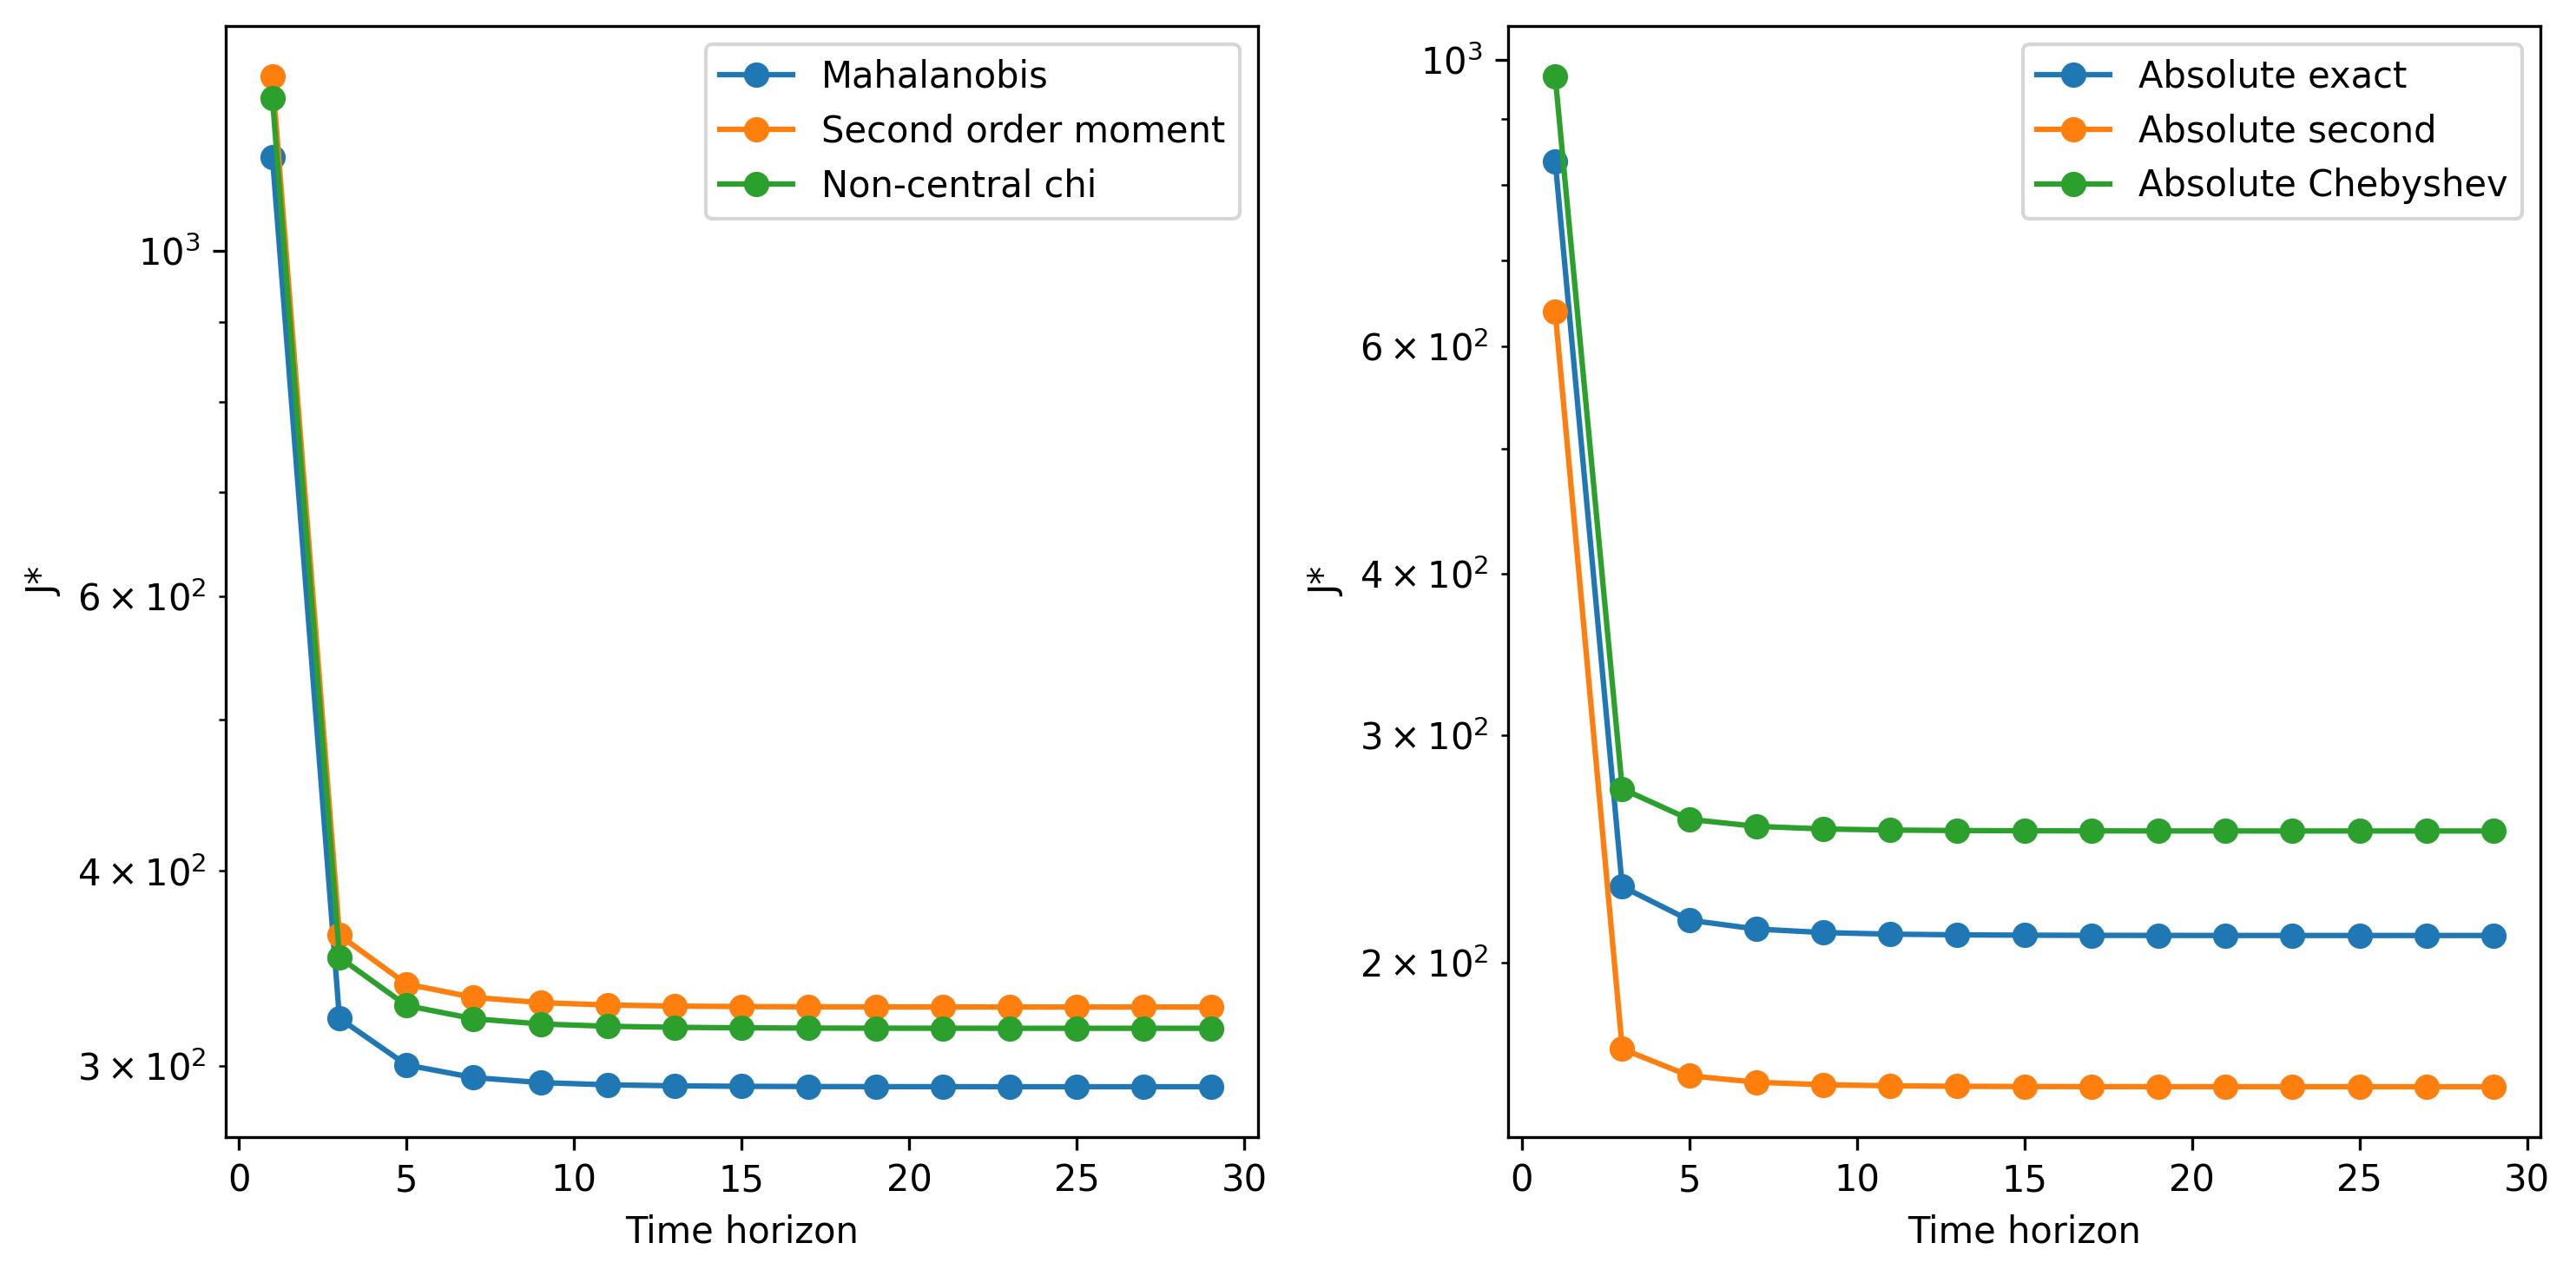 Mahalanobis
Second order moment
Non-central chi
10³
6 × 10²
4 × 10²
3 × 10²
J*
0 5 10 15 20 25 30
Time horizon
Absolute exact
Absolute second
Absolute Chebyshev
10³
6 × 10²
4 × 10²
3 × 10²
2 × 10²
J*
0 5 10 15 20 25 30
Time horizon